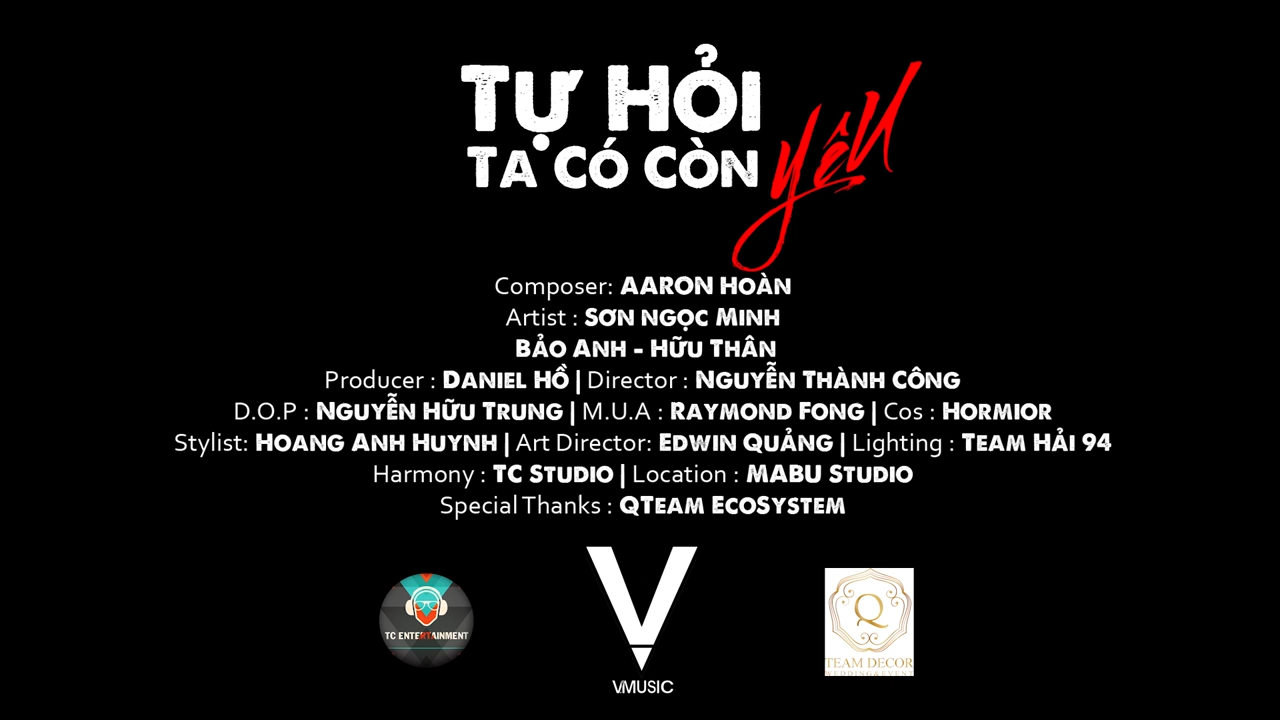 TỰ HỎI
TA CÓ CÒN yêu
Composer: AARON HOÀN
Artist : SƠN NGỌC MINH
BẢO ANH - HỮU THÂN
Producer : DANIEL HỒ | Director : NGUYỄN THÀNH CÔNG
D.O.P : NGUYỄN HỮU TRUNG | M.U.A : RAYMOND FONG | Cos : HORMIOR
Stylist: HOANG ANH HUYNH | Art Director: EDWIN QUẢNG | Lighting : TEAM HẢI 94
Harmony : TC STUDIO | Location : MABU STUDIO
Special Thanks : QTEAM ECOSYSTEM
TC ENTERTAINMENT
V
VMUSIC
Q
TEAM DECOR
WEDDING&EVENT